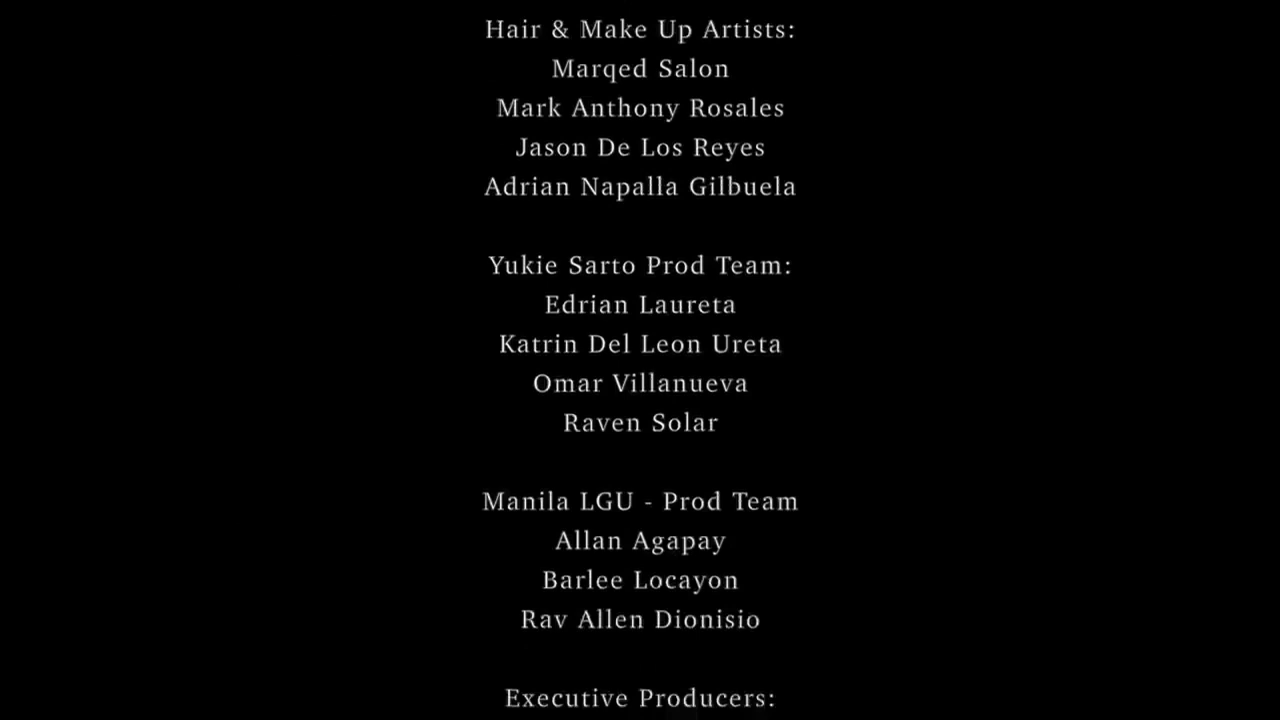 Hair & Make Up Artists:
Marqed Salon
Mark Anthony Rosales
Jason De Los Reyes
Adrian Napalla Gilbuela
Yukie Sarto Prod Team:
Edrian Laureta
Katrin Del Leon Ureta
Omar Villanueva
Raven Solar
Manila LGU - Prod Team
Allan Agapay
Barlee Locayon
Rav Allen Dionisio
Executive Producers: